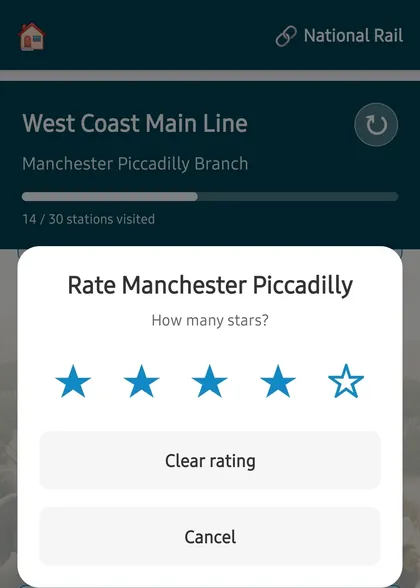 National Rail
West Coast Main Line
Manchester Piccadilly Branch
14 / 30 stations visited
Rate Manchester Piccadilly
How many stars?
Clear rating
Cancel